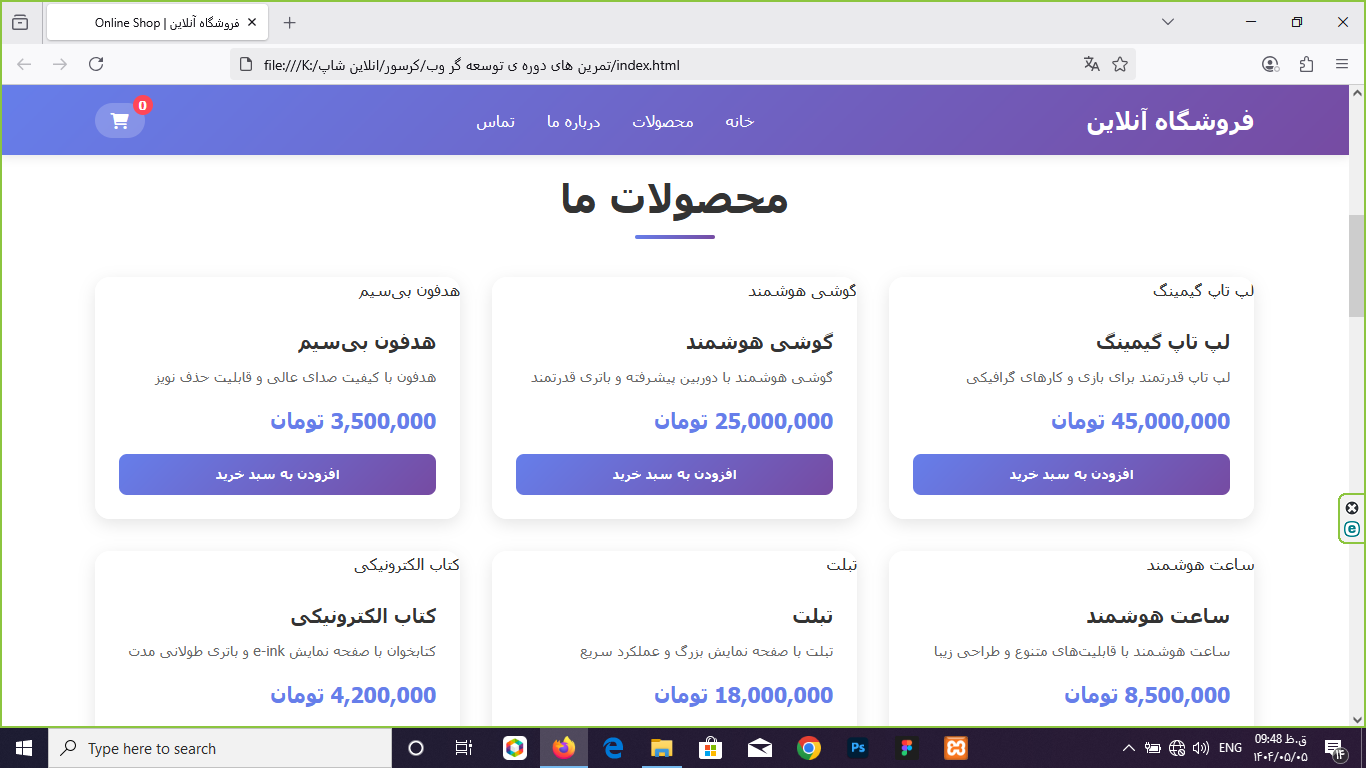 فروشگاه آنلاین | Online Shop
file:///K:/تمرین های دوره ی توسعه گر وب/کرسور/انلاین شاپ/index.html
فروشگاه آنلاین
خانه
محصولات
درباره ما
تماس
0
محصولات ما
لپ تاپ گیمینگ
لپ تاپ گیمینگ
لپ تاپ قدرتمند برای بازی و کارهای گرافیکی
45,000,000 تومان
افزودن به سبد خرید
گوشی هوشمند
گوشی هوشمند
گوشی هوشمند با دوربین پیشرفته و باتری قدرتمند
25,000,000 تومان
افزودن به سبد خرید
هدفون بی‌سیم
هدفون بی‌سیم
هدفون با کیفیت صدای عالی و قابلیت حذف نویز
3,500,000 تومان
افزودن به سبد خرید
ساعت هوشمند
ساعت هوشمند
ساعت هوشمند با قابلیت‌های متنوع و طراحی زیبا
8,500,000 تومان
تبلت
تبلت
تبلت با صفحه نمایش بزرگ و عملکرد سریع
18,000,000 تومان
کتاب الکترونیکی
کتاب الکترونیکی
کتابخوان با صفحه نمایش e-ink و باتری طولانی مدت
4,200,000 تومان
e
Type here to search
Ps
ENG
09:48 ق.ظ
۱۴۰۴/۰۵/۰۵
۱۴